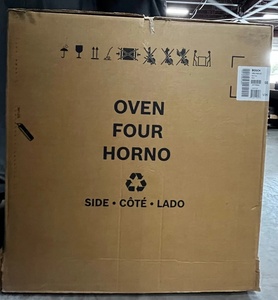 OVEN
FOUR
HORNO
SIDE • CÔTÉ • LADO